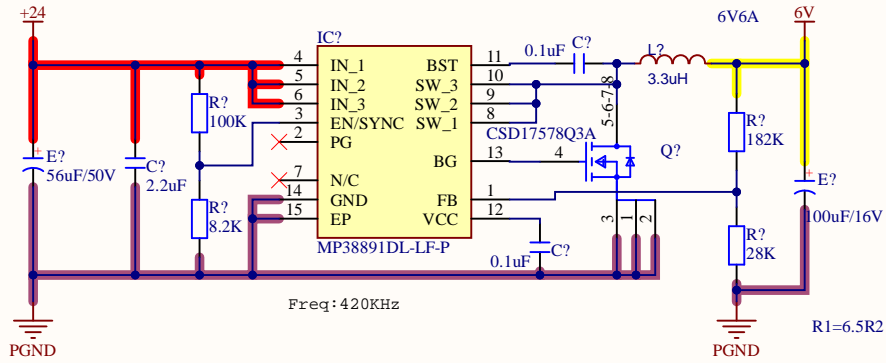 +24
6V6A
6V
IC?
4
IN_1
5
IN_2
6
IN_3
3
EN/SYNC
2
PG
7
N/C
14
GND
15
EP
BST
11
SW_3
10
SW_2
9
SW_1
8
BG
13
FB
1
VCC
12
MP38891DL-LF-P
0.1uF
C?
L?
3.3uH
5-6-7-8
CSD17578Q3A
Q?
4
3
1
2
R?
100K
R?
8.2K
E?
56uF/50V
C?
2.2uF
C?
0.1uF
R?
182K
R?
28K
E?
100uF/16V
Freq:420KHz
R1=6.5R2
PGND
PGND